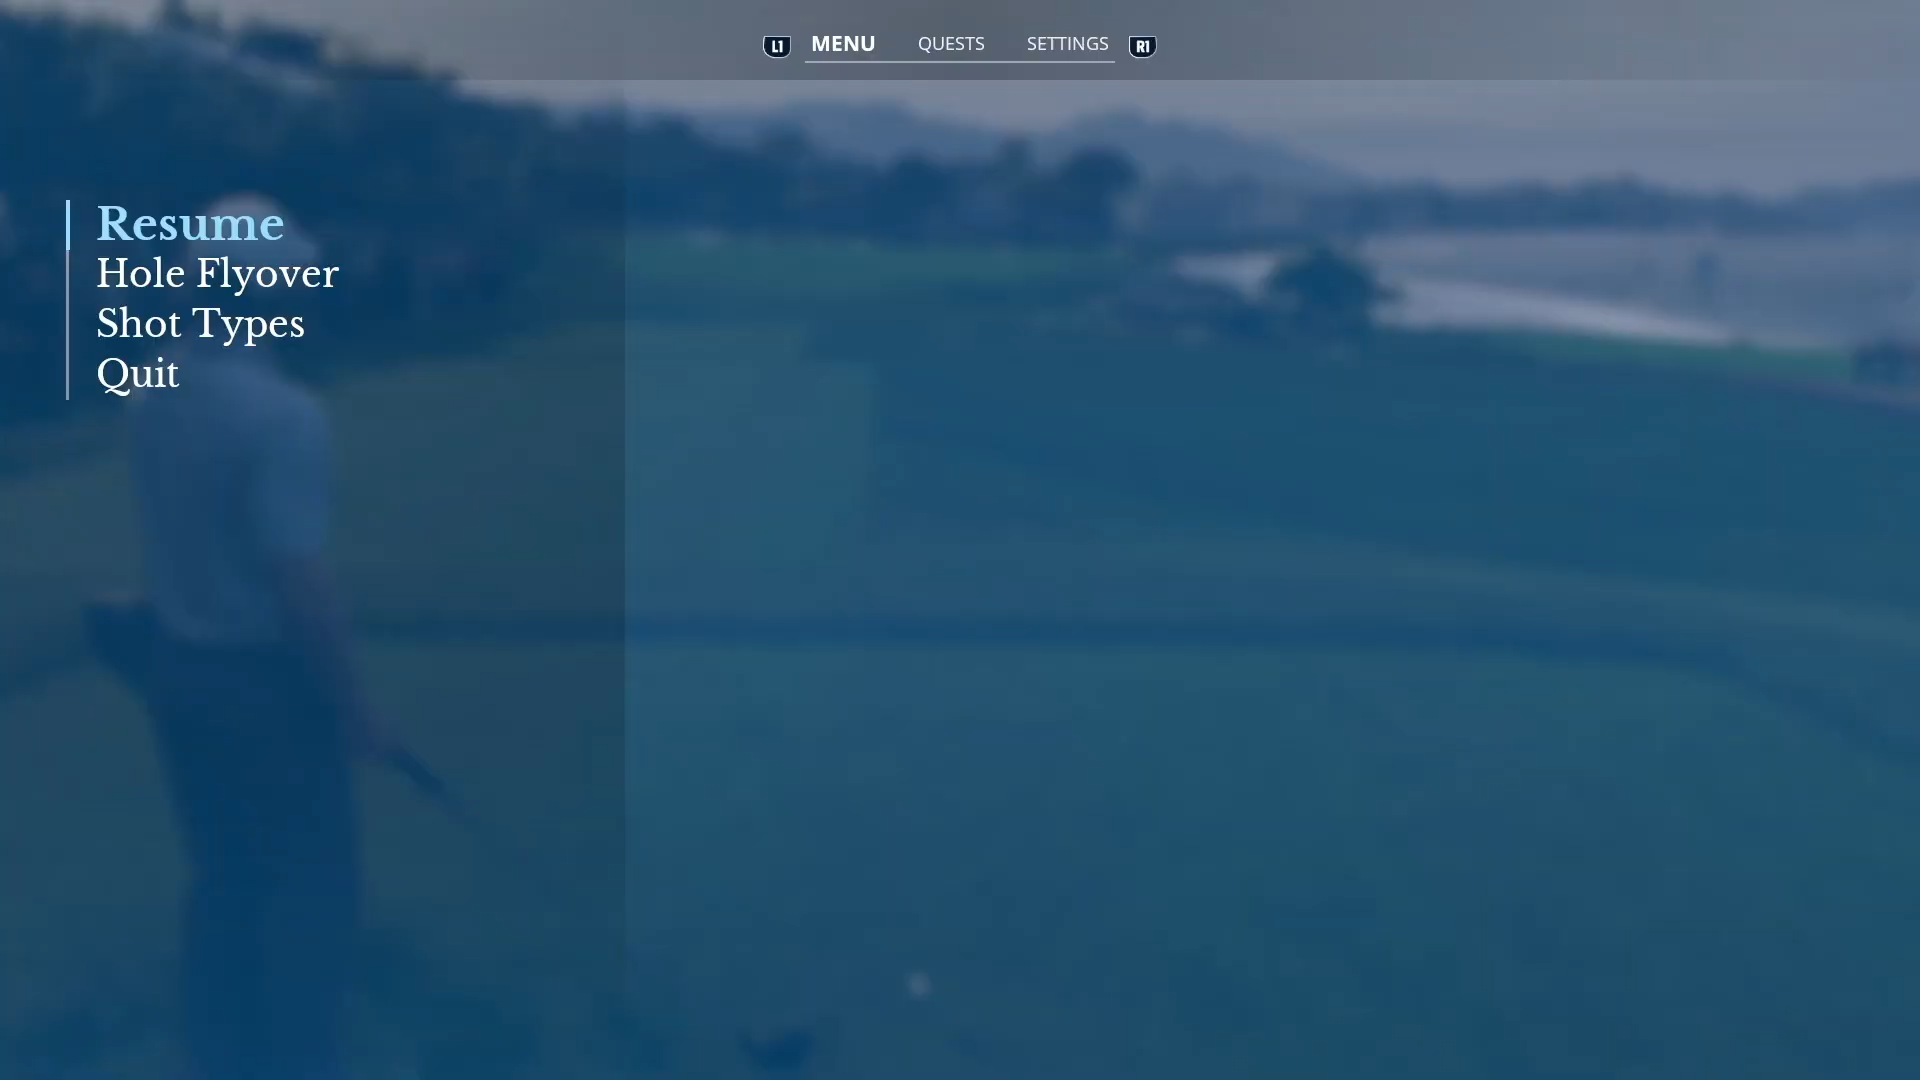 L1 MENU QUESTS SETTINGS R1
Resume
Hole Flyover
Shot Types
Quit